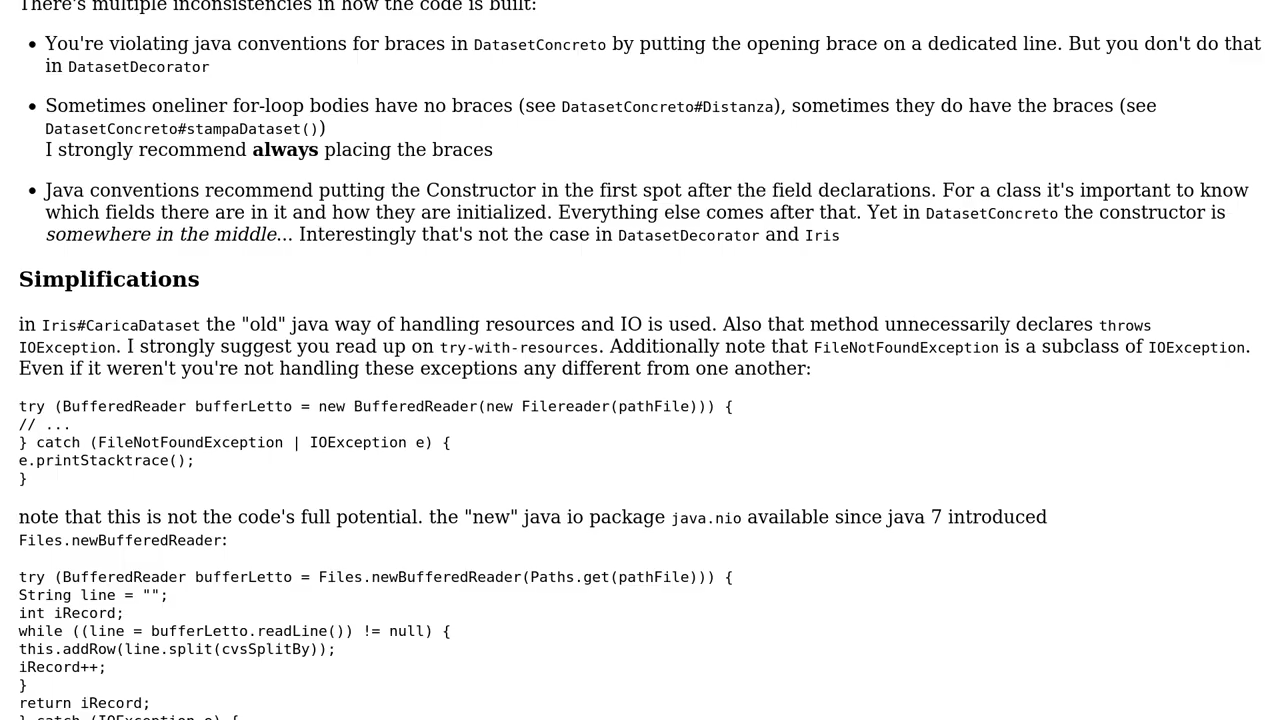 There's multiple inconsistencies in how the code is built:
You're violating java conventions for braces in DatasetConcreto by putting the opening brace on a dedicated line. But you don't do that
in DatasetDecorator
Sometimes oneliner for-loop bodies have no braces (see DatasetConcreto#Distanza), sometimes they do have the braces (see
DatasetConcreto#stampaDataset())
I strongly recommend always placing the braces
Java conventions recommend putting the Constructor in the first spot after the field declarations. For a class it's important to know
which fields there are in it and how they are initialized. Everything else comes after that. Yet in DatasetConcreto the constructor is
somewhere in the middle... Interestingly that's not the case in DatasetDecorator and Iris
Simplifications
in Iris#CaricaDataset the "old" java way of handling resources and IO is used. Also that method unnecessarily declares throws
IOException. I strongly suggest you read up on try-with-resources. Additionally note that FileNotFoundException is a subclass of IOException.
Even if it weren't you're not handling these exceptions any different from one another:
try (BufferedReader bufferLetto = new BufferedReader(new Filereader(pathFile))) {
// ...
} catch (FileNotFoundException | IOException e) {
e.printStacktrace();
}
note that this is not the code's full potential. the "new" java io package java.nio available since java 7 introduced
Files.newBufferedReader:
try (BufferedReader bufferLetto = Files.newBufferedReader(Paths.get(pathFile))) {
String line = "";
int iRecord;
while ((line = bufferLetto.readLine()) != null) {
this.addRow(line.split(cvsSplitBy));
iRecord++;
}
return iRecord;
} catch (IOException e) {